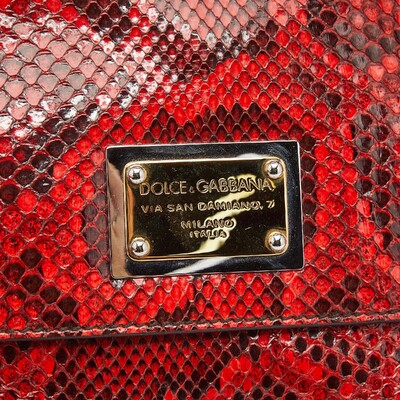 DOLCE & GABBANA
VIA SAN DAMIANO, 7
MILANO
ITALIA